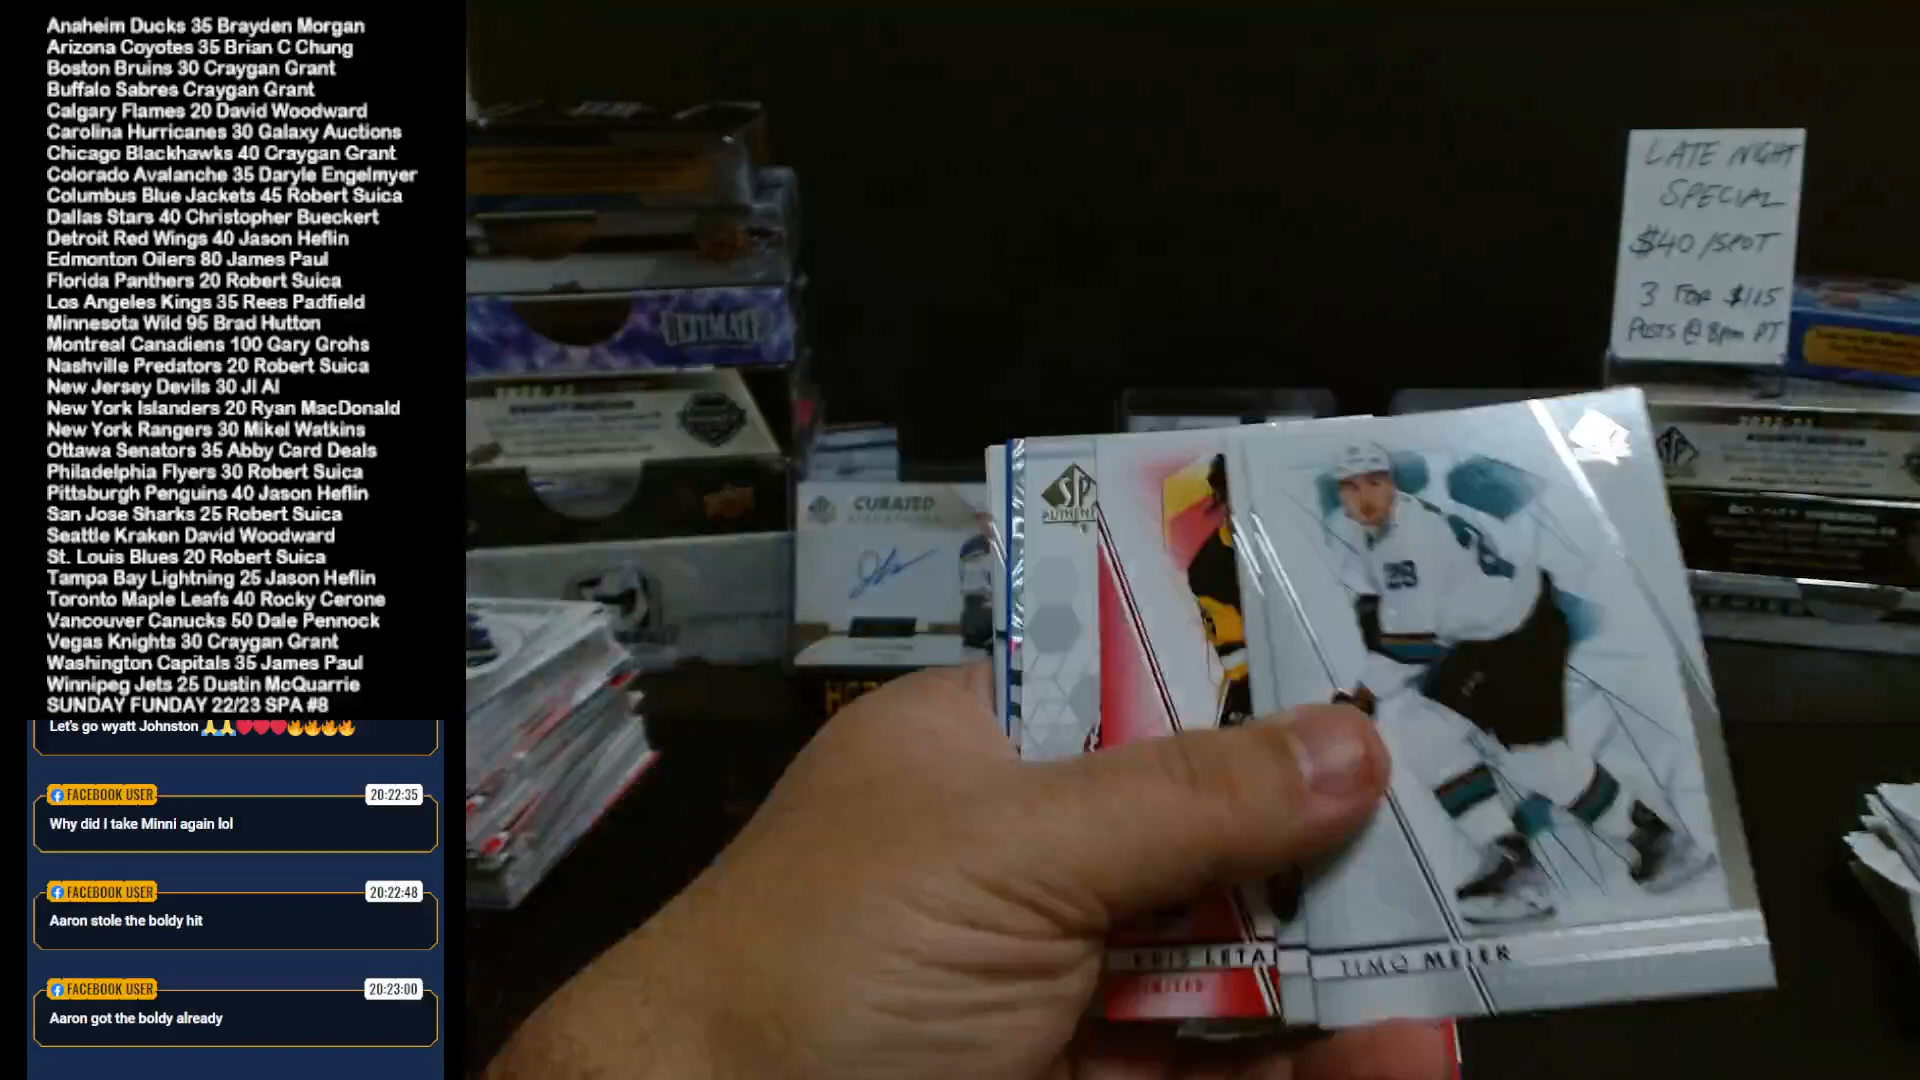 Anaheim Ducks 35 Brayden Morgan
Arizona Coyotes 35 Brian C Chung
Boston Bruins 30 Craygan Grant
Buffalo Sabres Craygan Grant
Calgary Flames 20 David Woodward
Carolina Hurricanes 30 Galaxy Auctions
Chicago Blackhawks 40 Craygan Grant
Colorado Avalanche 35 Daryle Engelmyer
Columbus Blue Jackets 45 Robert Suica
Dallas Stars 40 Christopher Bueckert
Detroit Red Wings 40 Jason Heflin
Edmonton Oilers 80 James Paul
Florida Panthers 20 Robert Suica
Los Angeles Kings 35 Rees Padfield
Minnesota Wild 95 Brad Hutton
Montreal Canadiens 100 Gary Grohs
Nashville Predators 20 Robert Suica
New Jersey Devils 30 JI AI
New York Islanders 20 Ryan MacDonald
New York Rangers 30 Mikel Watkins
Ottawa Senators 35 Abby Card Deals
Philadelphia Flyers 30 Robert Suica
Pittsburgh Penguins 40 Jason Heflin
San Jose Sharks 25 Robert Suica
Seattle Kraken David Woodward
St. Louis Blues 20 Robert Suica
Tampa Bay Lightning 25 Jason Heflin
Toronto Maple Leafs 40 Rocky Cerone
Vancouver Canucks 50 Dale Pennock
Vegas Knights 30 Craygan Grant
Washington Capitals 35 James Paul
Winnipeg Jets 25 Dustin McQuarrie
SUNDAY FUNDAY 22/23 SPA #8
Let's go wyatt Johnston 🙏🙏❤️❤️❤️🔥🔥🔥🔥
FACEBOOK USER 20:22:35
Why did I take Minni again lol
FACEBOOK USER 20:22:48
Aaron stole the boldy hit
FACEBOOK USER 20:23:00
Aaron got the boldy already
LATE NIGHT
SPECIAL
$40/SPOT
3 FOR $115
POSTS @ 8pm PT
ULTIMATE
CURATED
SP
AUTHENTI
28
KRIS LETA
TIMO MEIER